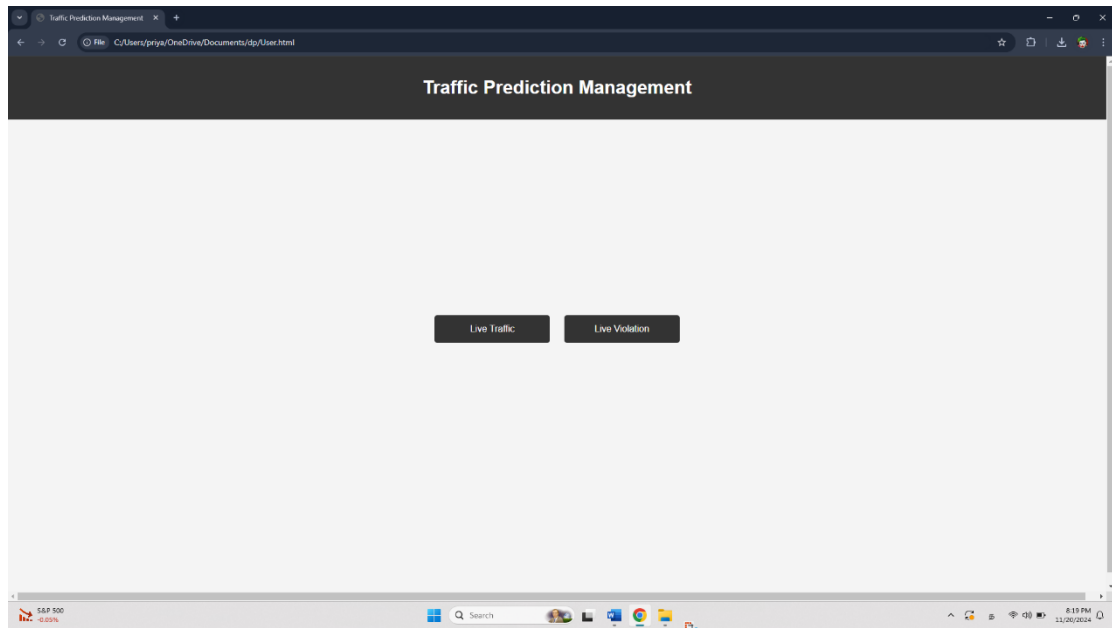 Traffic Prediction Management
File C:/Users/priya/OneDrive/Documents/dp/User.html
Traffic Prediction Management
Live Traffic
Live Violation
S&P 500
-0.05%
Search
8:19 PM
11/20/2024